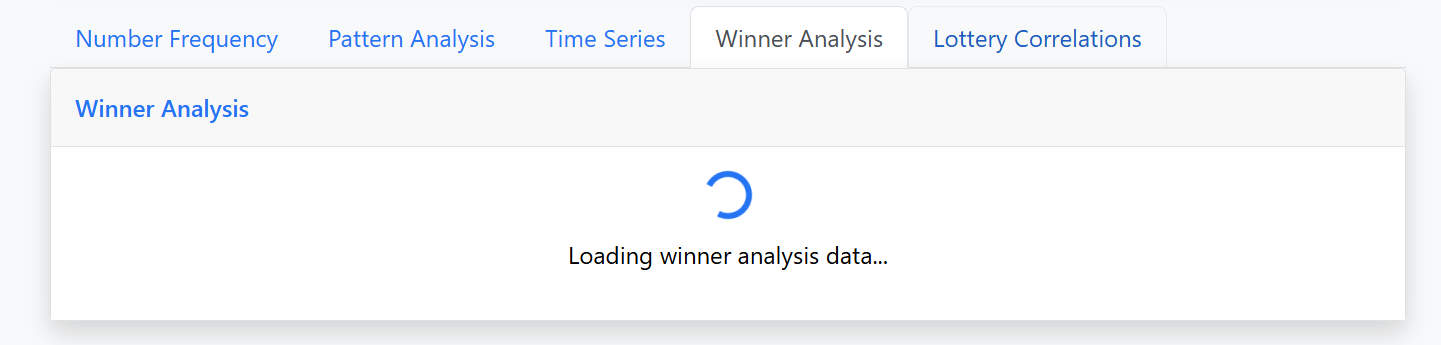 Number Frequency Pattern Analysis Time Series Winner Analysis Lottery Correlations
Winner Analysis
Loading winner analysis data...